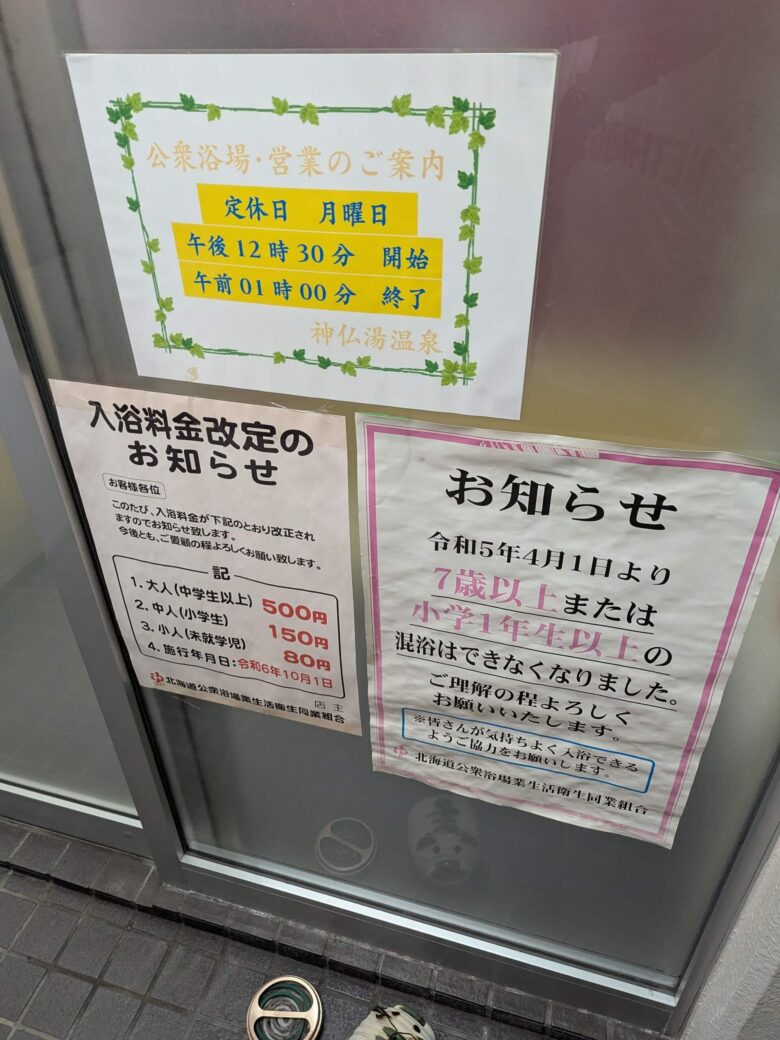 公衆浴場・営業のご案内
定休日 月曜日
午後12時30分 開始
午前01時00分 終了
神仏湯温泉
入浴料金改定の
お知らせ
お客様各位
このたび、入浴料金が下記のとおり改正され
ますのでお知らせ致します。
今後とも、ご愛顧の程よろしくお願い致します。
記
1. 大人(中学生以上) 500円
2. 中人(小学生) 150円
3. 小人(未就学児) 80円
4. 施行年月日:令和6年10月1日
店主
北海道公衆浴場業生活衛生同業組合
お知らせ
令和5年4月1日より
7歳以上または
小学1年生以上の
混浴はできなくなりました。
ご理解の程よろしく
お願いいたします。
※皆さんが気持ちよく入浴できる
ようご協力をお願いします。
北海道公衆浴場業生活衛生同業組合